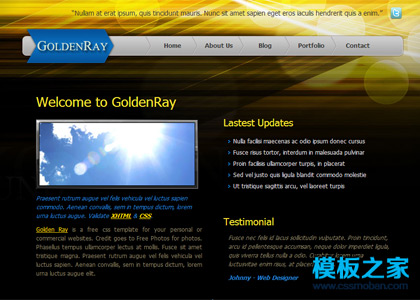 "Nullam at erat ipsum, quis tincidunt mauris. Nunc sit amet sapien eget eros iaculis hendrerit quis a enim."
GOLDENRAY
Home
About Us
Blog
Portfolio
Contact
Welcome to GoldenRay
Praesent rutrum augue vel felis vehicula vel luctus sapien
commodo. Aenean convallis, sem in tempus dictum, lorem
urna luctus augue. Validate XHTML & CSS
Golden Ray is a free css template for your personal or
commercial websites. Credit goes to Free Photos for photos.
Phasellus tempus ullamcorper lectus at mollis. Fusce sit amet
tristique magna. Praesent rutrum augue vel felis vehicula vel
luctus sapien commodo. Aenean convallis, sem in tempus
dictum, lorem urna luctus augue elit.
Lastest Updates
Nulla facilisi maecenas ac odio ipsum donec cursus
Fusce risus tortor, interdum in malesuada pulvinar
Proin facilisis ullamcorper turpis, in placerat
Sed vel justo quis ligula blandit commodo molestie
Ut tristique sagittis arcu, vel laoreet turpis
Testimonial
Fusce nec felis id lacus sollicitudin vulputate. Proin tincidunt,
arcu id pellentesque accumsan, neque dolor imperdiet ligula,
quis viverra tellus nulla a odio. Curabitur
luctuvitae enim risus, at placerat
Johnny - Web Designer
模板之家
www.cssmoban.com